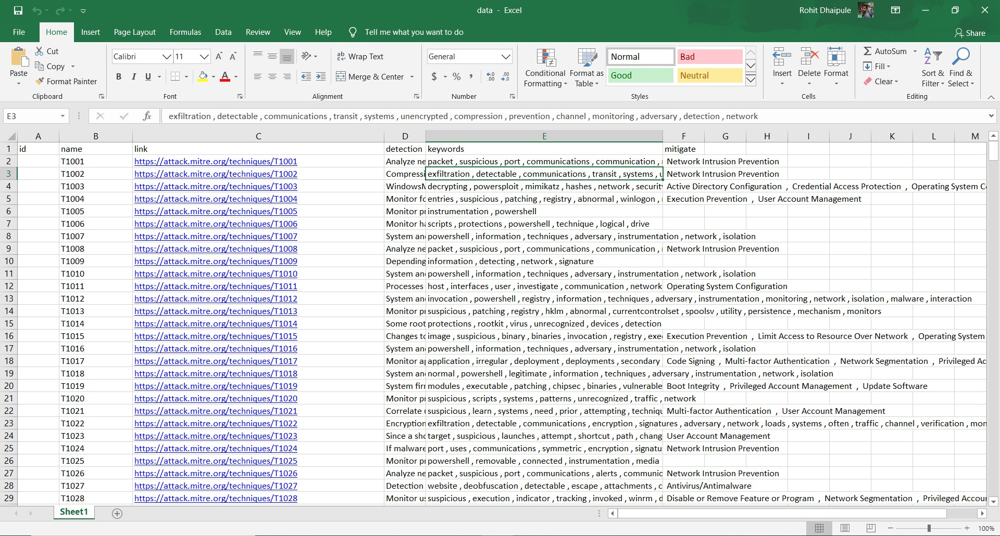 data - Excel
Rohit Dhaipule
File Home Insert Page Layout Formulas Data Review View Help Tell me what you want to do
Share
Paste
Cut
Copy
Format Painter
Clipboard
Calibri 11
B I U
Font
Wrap Text
Merge & Center
Alignment
General
$ % ,
Number
Conditional Formatting
Format as Table
Normal Bad
Good Neutral
Styles
Insert Delete Format
Cells
AutoSum
Fill
Clear
Sort & Filter
Find & Select
Editing
E3 fx exfiltration , detectable , communications , transit , systems , unencrypted , compression , prevention , channel , monitoring , adversary , detection , network
A B C D E F G H I J K L M
1 id name link detection keywords mitigate
2 T1001 https://attack.mitre.org/techniques/T1001 Analyze ne packet , suspicious , port , communications , communication , Network Intrusion Prevention
3 T1002 https://attack.mitre.org/techniques/T1002 Compressi exfiltration , detectable , communications , transit , systems , Network Intrusion Prevention
4 T1003 https://attack.mitre.org/techniques/T1003 WindowsM decrypting , powersploit , mimikatz , hashes , network , securit Active Directory Configuration , Credential Access Protection , Operating System C
5 T1004 https://attack.mitre.org/techniques/T1004 Monitor fo entries , suspicious , patching , registry , abnormal , winlogon , Execution Prevention , User Account Management
6 T1005 https://attack.mitre.org/techniques/T1005 Monitor pr instrumentation , powershell
7 T1006 https://attack.mitre.org/techniques/T1006 Monitor ha scripts , protections , powershell , technique , logical , drive
8 T1007 https://attack.mitre.org/techniques/T1007 System an powershell , information , techniques , adversary , instrumentation , network , isolation
9 T1008 https://attack.mitre.org/techniques/T1008 Analyze ne packet , suspicious , port , communications , communication , Network Intrusion Prevention
10 T1009 https://attack.mitre.org/techniques/T1009 Depending information , detecting , network , signature
11 T1010 https://attack.mitre.org/techniques/T1010 System an powershell , information , techniques , adversary , instrumentation , network , isolation
12 T1011 https://attack.mitre.org/techniques/T1011 Processes host , interfaces , user , investigate , communication , network Operating System Configuration
13 T1012 https://attack.mitre.org/techniques/T1012 System an invocation , powershell , registry , information , techniques , adversary , instrumentation , monitoring , network , isolation , malware , interaction
14 T1013 https://attack.mitre.org/techniques/T1013 Monitor pr suspicious , patching , registry , hklm , abnormal , currentcontrolset , spoolsv , utility , persistence , mechanism , monitors
15 T1014 https://attack.mitre.org/techniques/T1014 Some root protections , rootkit , virus , unrecognized , devices , detection
16 T1015 https://attack.mitre.org/techniques/T1015 Changes to image , suspicious , binary , binaries , invocation , registry , exe Execution Prevention , Limit Access to Resource Over Network , Operating System
17 T1016 https://attack.mitre.org/techniques/T1016 System an powershell , information , techniques , adversary , instrumentation , network , isolation
18 T1017 https://attack.mitre.org/techniques/T1017 Monitor ap application , irregular , deployment , deployments , secondary Code Signing , Multi-factor Authentication , Network Segmentation , Privileged Ac
19 T1018 https://attack.mitre.org/techniques/T1018 System an normal , powershell , legitimate , information , techniques , adversary , instrumentation , network , isolation
20 T1019 https://attack.mitre.org/techniques/T1019 System firr modules , executable , patching , chipsec , binaries , vulnerable Boot Integrity , Privileged Account Management , Update Software
21 T1020 https://attack.mitre.org/techniques/T1020 Monitor pr suspicious , scripts , systems , patterns , unrecognized , traffic , network
22 T1021 https://attack.mitre.org/techniques/T1021 Correlate suspicious , learn , systems , need , prior , attempting , techniqu Multi-factor Authentication , User Account Management
23 T1022 https://attack.mitre.org/techniques/T1022 Encryption exfiltration , detectable , communications , encryption , signatures , adversary , network , loads , systems , often , traffic , channel , verification , mon
24 T1023 https://attack.mitre.org/techniques/T1023 Since a sho target , suspicious , launches , attempt , shortcut , path , chang User Account Management
25 T1024 https://attack.mitre.org/techniques/T1024 If malware port , uses , communications , symmetric , encryption , signatu Network Intrusion Prevention
26 T1025 https://attack.mitre.org/techniques/T1025 Monitor pr powershell , removable , connected , instrumentation , media
27 T1026 https://attack.mitre.org/techniques/T1026 Analyze ne packet , suspicious , port , communications , alerts , communic Network Intrusion Prevention
28 T1027 https://attack.mitre.org/techniques/T1027 Detection website , deobfuscation , detectable , escape , attachments , c Antivirus/Antimalware
29 T1028 https://attack.mitre.org/techniques/T1028 Monitor us suspicious , execution , indicator , tracking , invoked , winrm , d Disable or Remove Feature or Program , Network Segmentation , Privileged Accou
Sheet1
100%